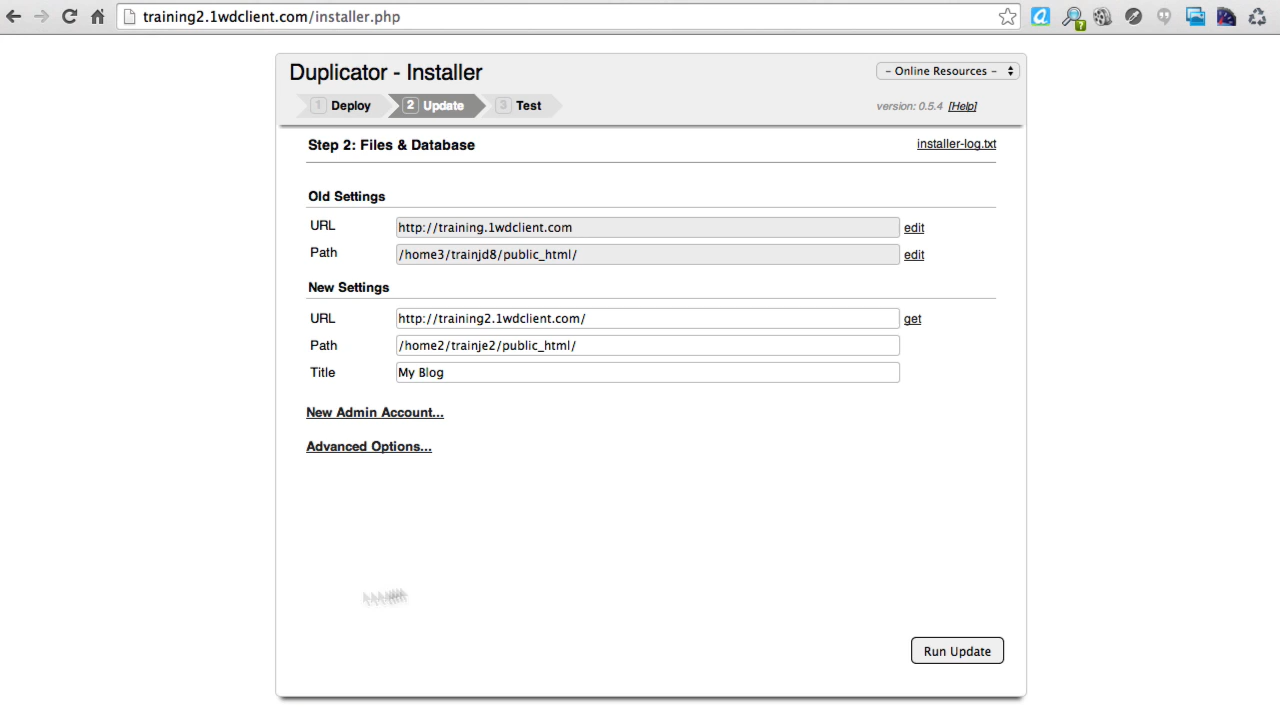 training2.1wdclient.com/installer.php
Duplicator - Installer
- Online Resources -
1 Deploy 2 Update 3 Test
version: 0.5.4 [Help]
Step 2: Files & Database
installer-log.txt
Old Settings
URL http://training.1wdclient.com edit
Path /home3/trainjd8/public_html/ edit
New Settings
URL http://training2.1wdclient.com/ get
Path /home2/trainje2/public_html/
Title My Blog
New Admin Account...
Advanced Options...
Run Update